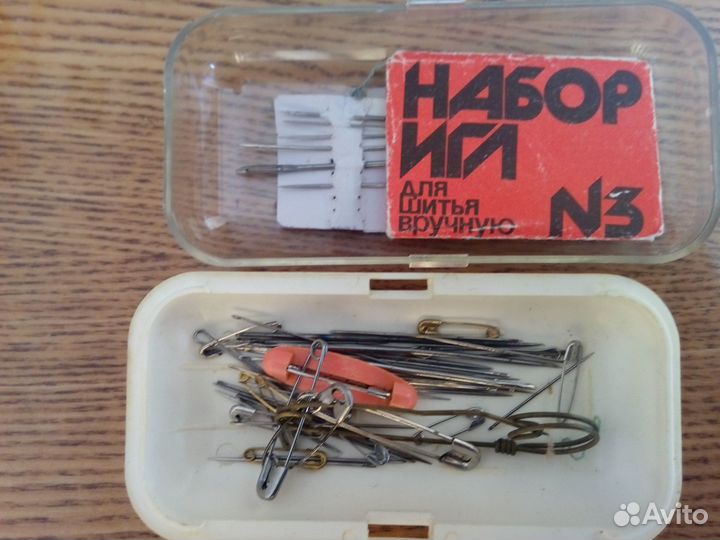 НАБОР
ИГЛ
для
шитья
вручную
N3
Avito